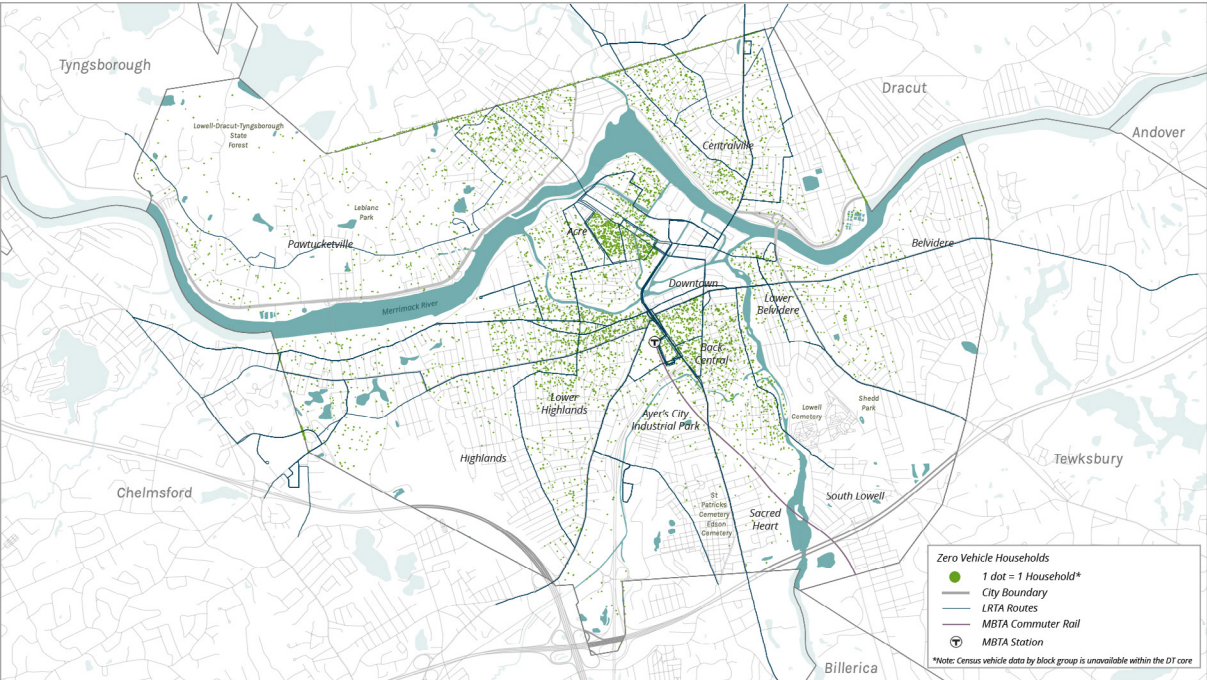 Tyngsborough
Dracut
Lowell-Dracut-Tyngsborough
State
Forest
Andover
Centralville
Leblanc
Park
Acre
Pawtucketville
Belvidere
Downtown
Merrimack River
Lower
Belvidere
Back
Central
Lower
Highlands
Shedd
Park
Lowell
Cemetery
Ayer's City
Industrial Park
Highlands
Tewksbury
Chelmsford
South Lowell
St
Patricks
Cemetery
Edson
Cemetery
Sacred
Heart
Zero Vehicle Households
1 dot = 1 Household*
City Boundary
LRTA Routes
MBTA Commuter Rail
T MBTA Station
*Note: Census vehicle data by block group is unavailable within the DT core
Billerica
T